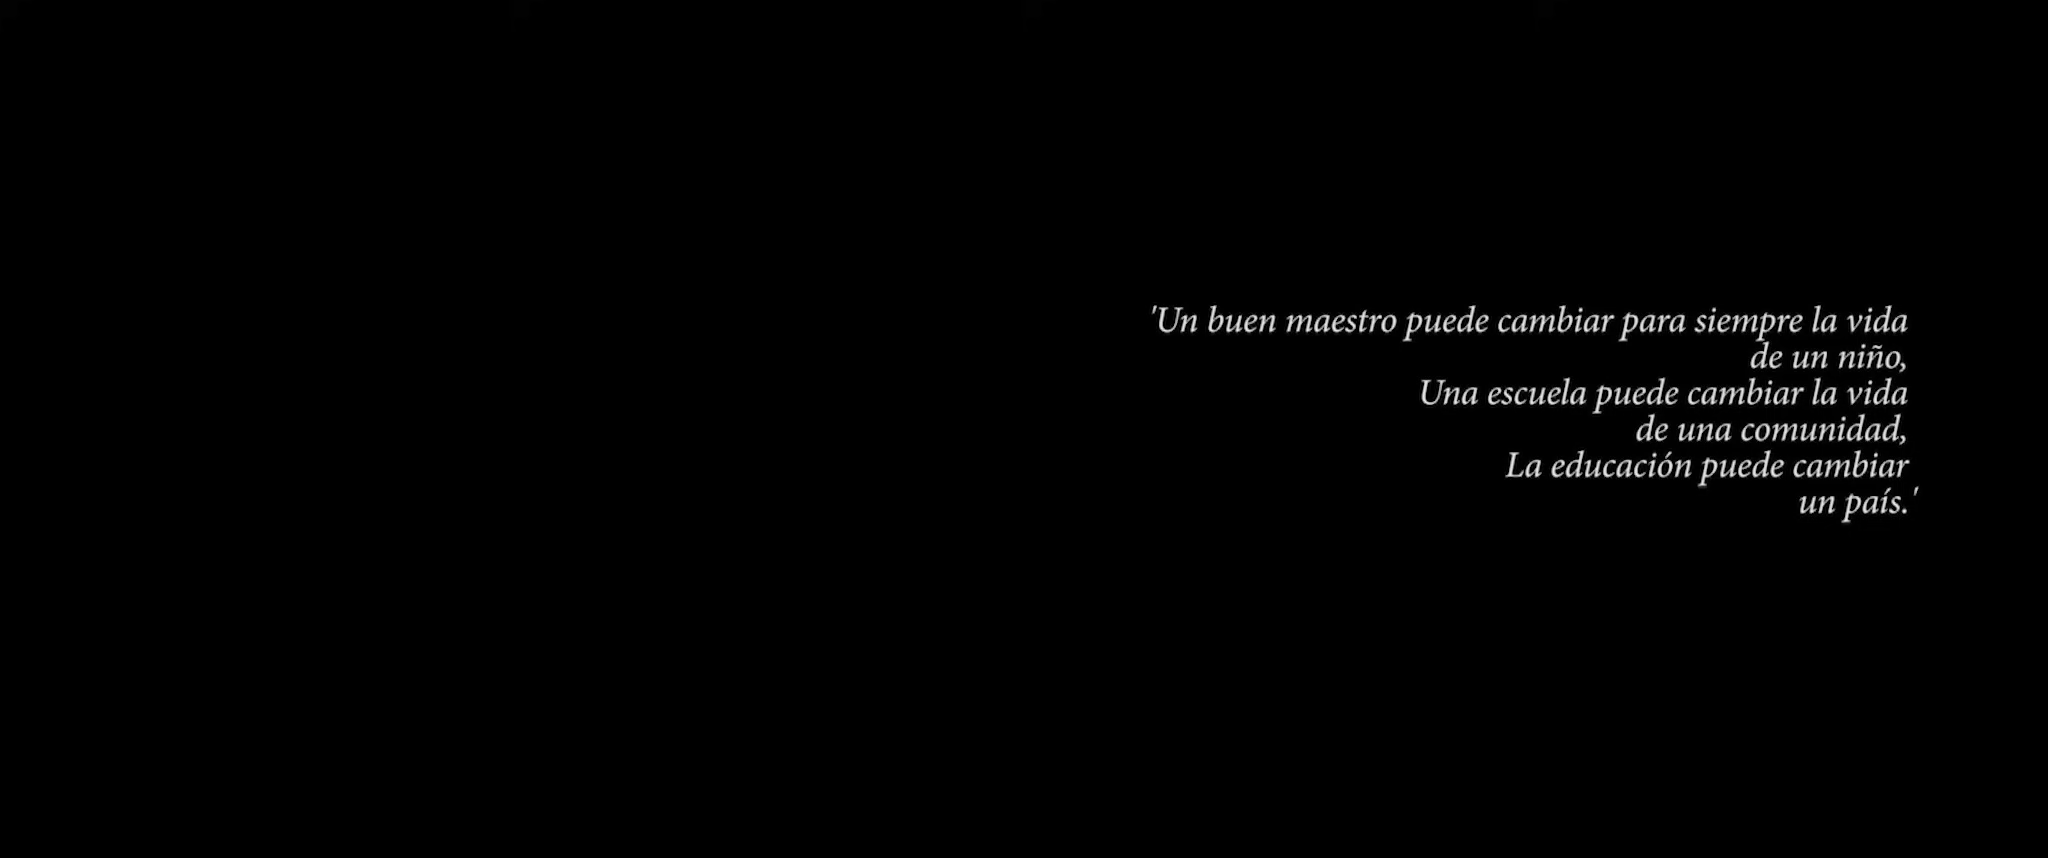 'Un buen maestro puede cambiar para siempre la vida
de un niño,
Una escuela puede cambiar la vida
de una comunidad,
La educación puede cambiar
un país.'